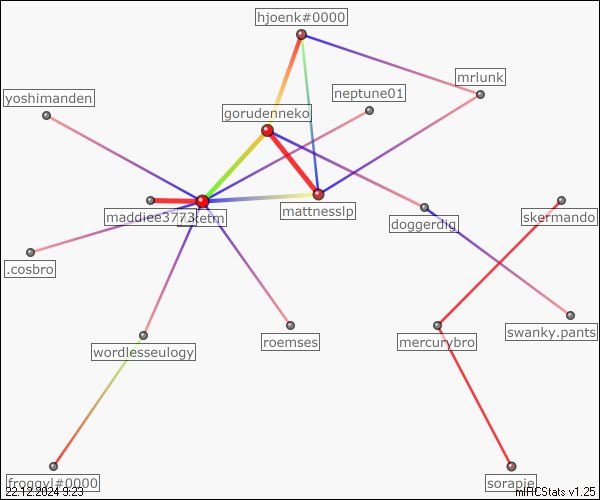 hjoenk#0000
mrlunk
neptune01
yoshimanden
gorudenneko
maddiee3773
mattnesslp
doggerdig
skermando
.cosbro
swanky.pants
roemses
mercurybro
wordlesseulogy
froggyl#0000
sorapie
22.12.2024 9:23
mIRCStats v1.25